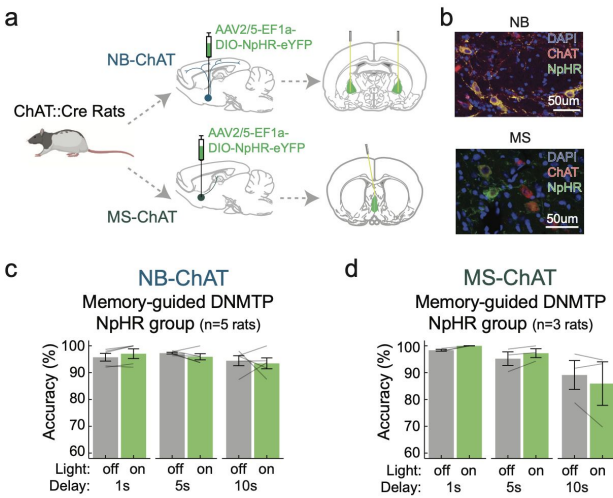 a
AAV2/5-EF1a-
DIO-NpHR-eYFP
NB-ChAT
ChAT::Cre Rats
AAV2/5-EF1a-
DIO-NpHR-eYFP
MS-ChAT
b
NB
DAPI
ChAT
NpHR
50um
MS
DAPI
ChAT
NpHR
50um
c
NB-ChAT
Memory-guided DNMTP
NpHR group (n=5 rats)
Accuracy (%)
100
90
80
70
60
Light: off on off on off on
Delay: 1s 5s 10s
d
MS-ChAT
Memory-guided DNMTP
NpHR group (n=3 rats)
Accuracy (%)
100
90
80
70
60
Light: off on off on off on
Delay: 1s 5s 10s